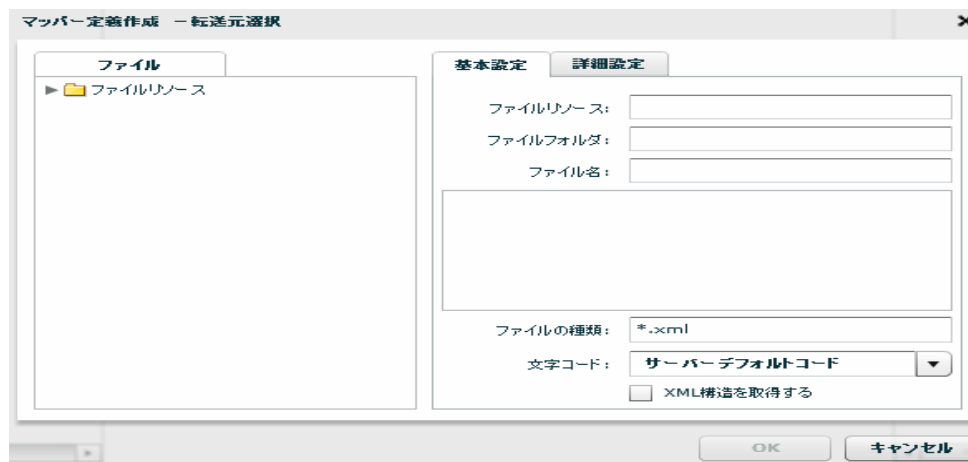 マッパー定義作成 －転送元選択
ファイル
ファイルリソース
基本設定
詳細設定
ファイルリソース:
ファイルフォルダ:
ファイル名:
ファイルの種類: *.xml
文字コード: サーバーデフォルトコード
XML構造を取得する
OK
キャンセル